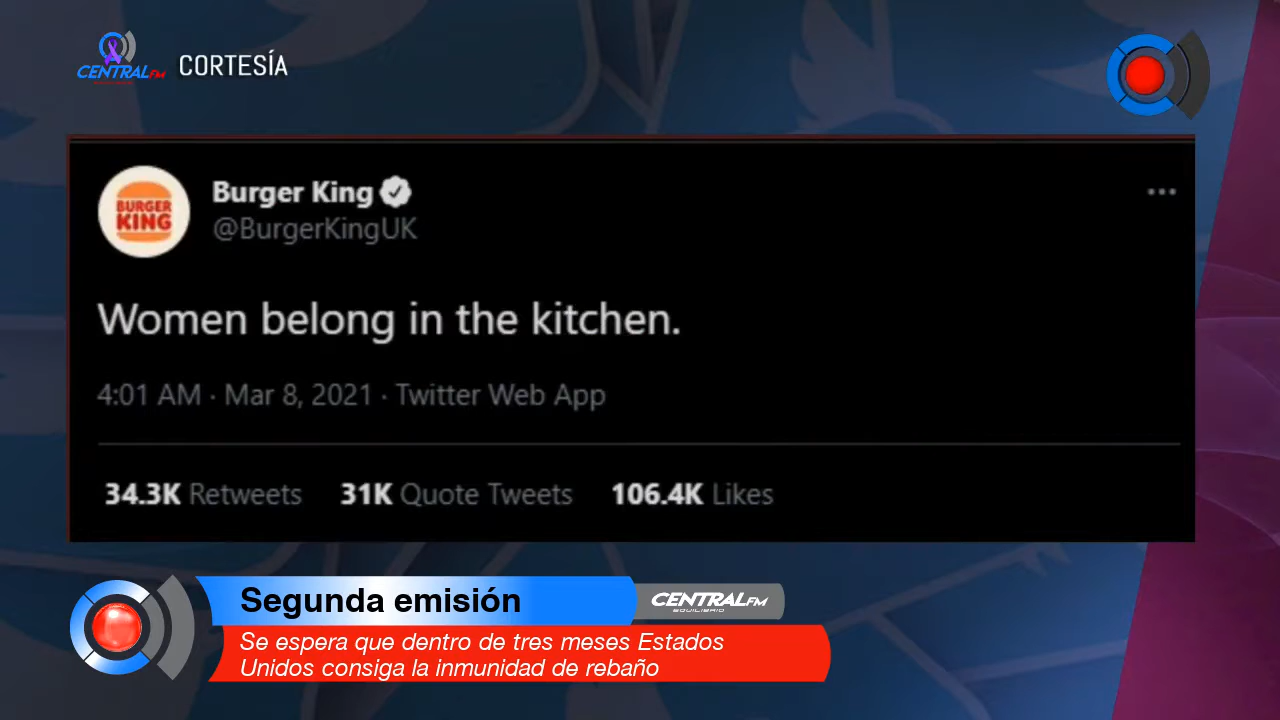 CENTRAL FM CORTESÍA
BURGER
KING
Burger King
@BurgerKingUK
Women belong in the kitchen.
4:01 AM · Mar 8, 2021 · Twitter Web App
34.3K Retweets 31K Quote Tweets 106.4K Likes
Segunda emisión
CENTRAL FM
EQUILIBRIO
Se espera que dentro de tres meses Estados
Unidos consiga la inmunidad de rebaño